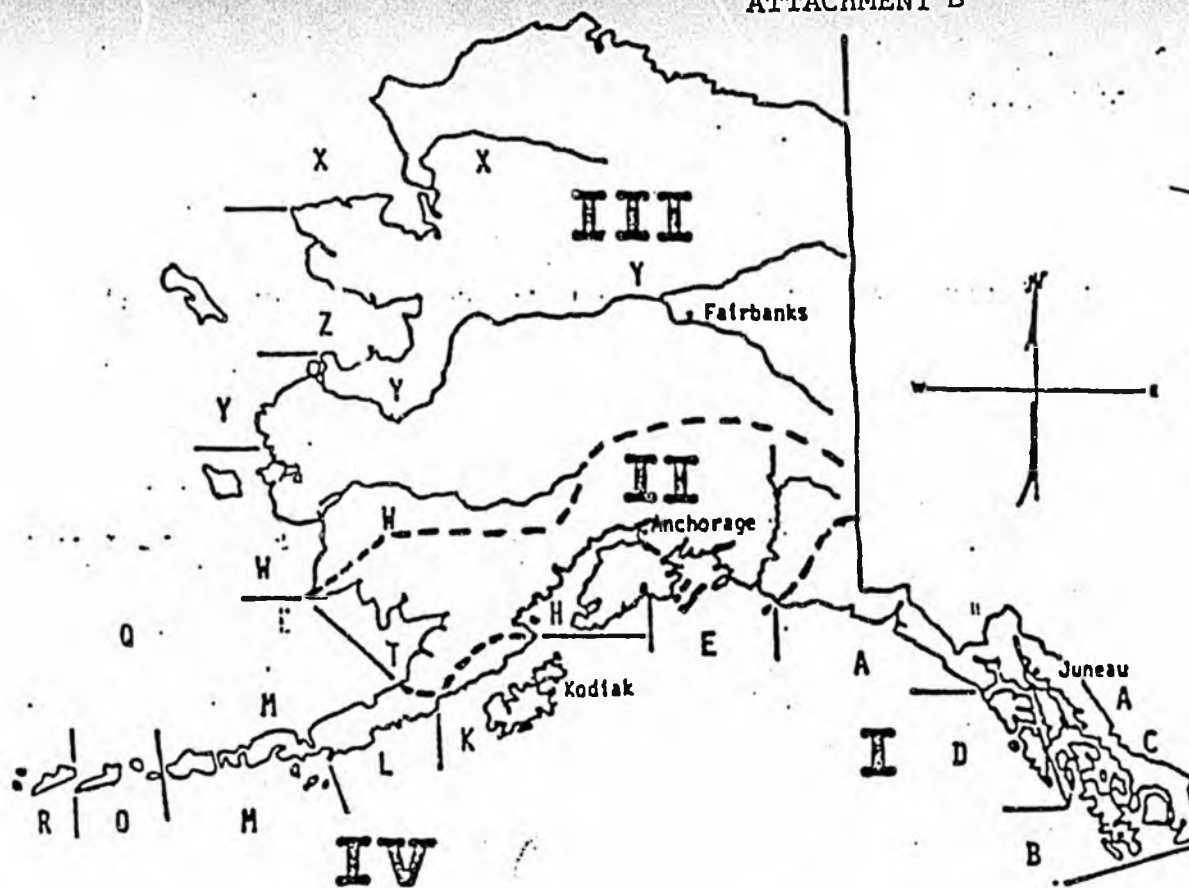 ATTACHMENT B
X
X
III
Y
Fairbanks
N
W
E
Z
Y
Y
II
W
Anchorage
W
Q
H
T
E
A
Kodiak
Juneau
A
M
K
I
D
C
L
R
O
M
B
IV